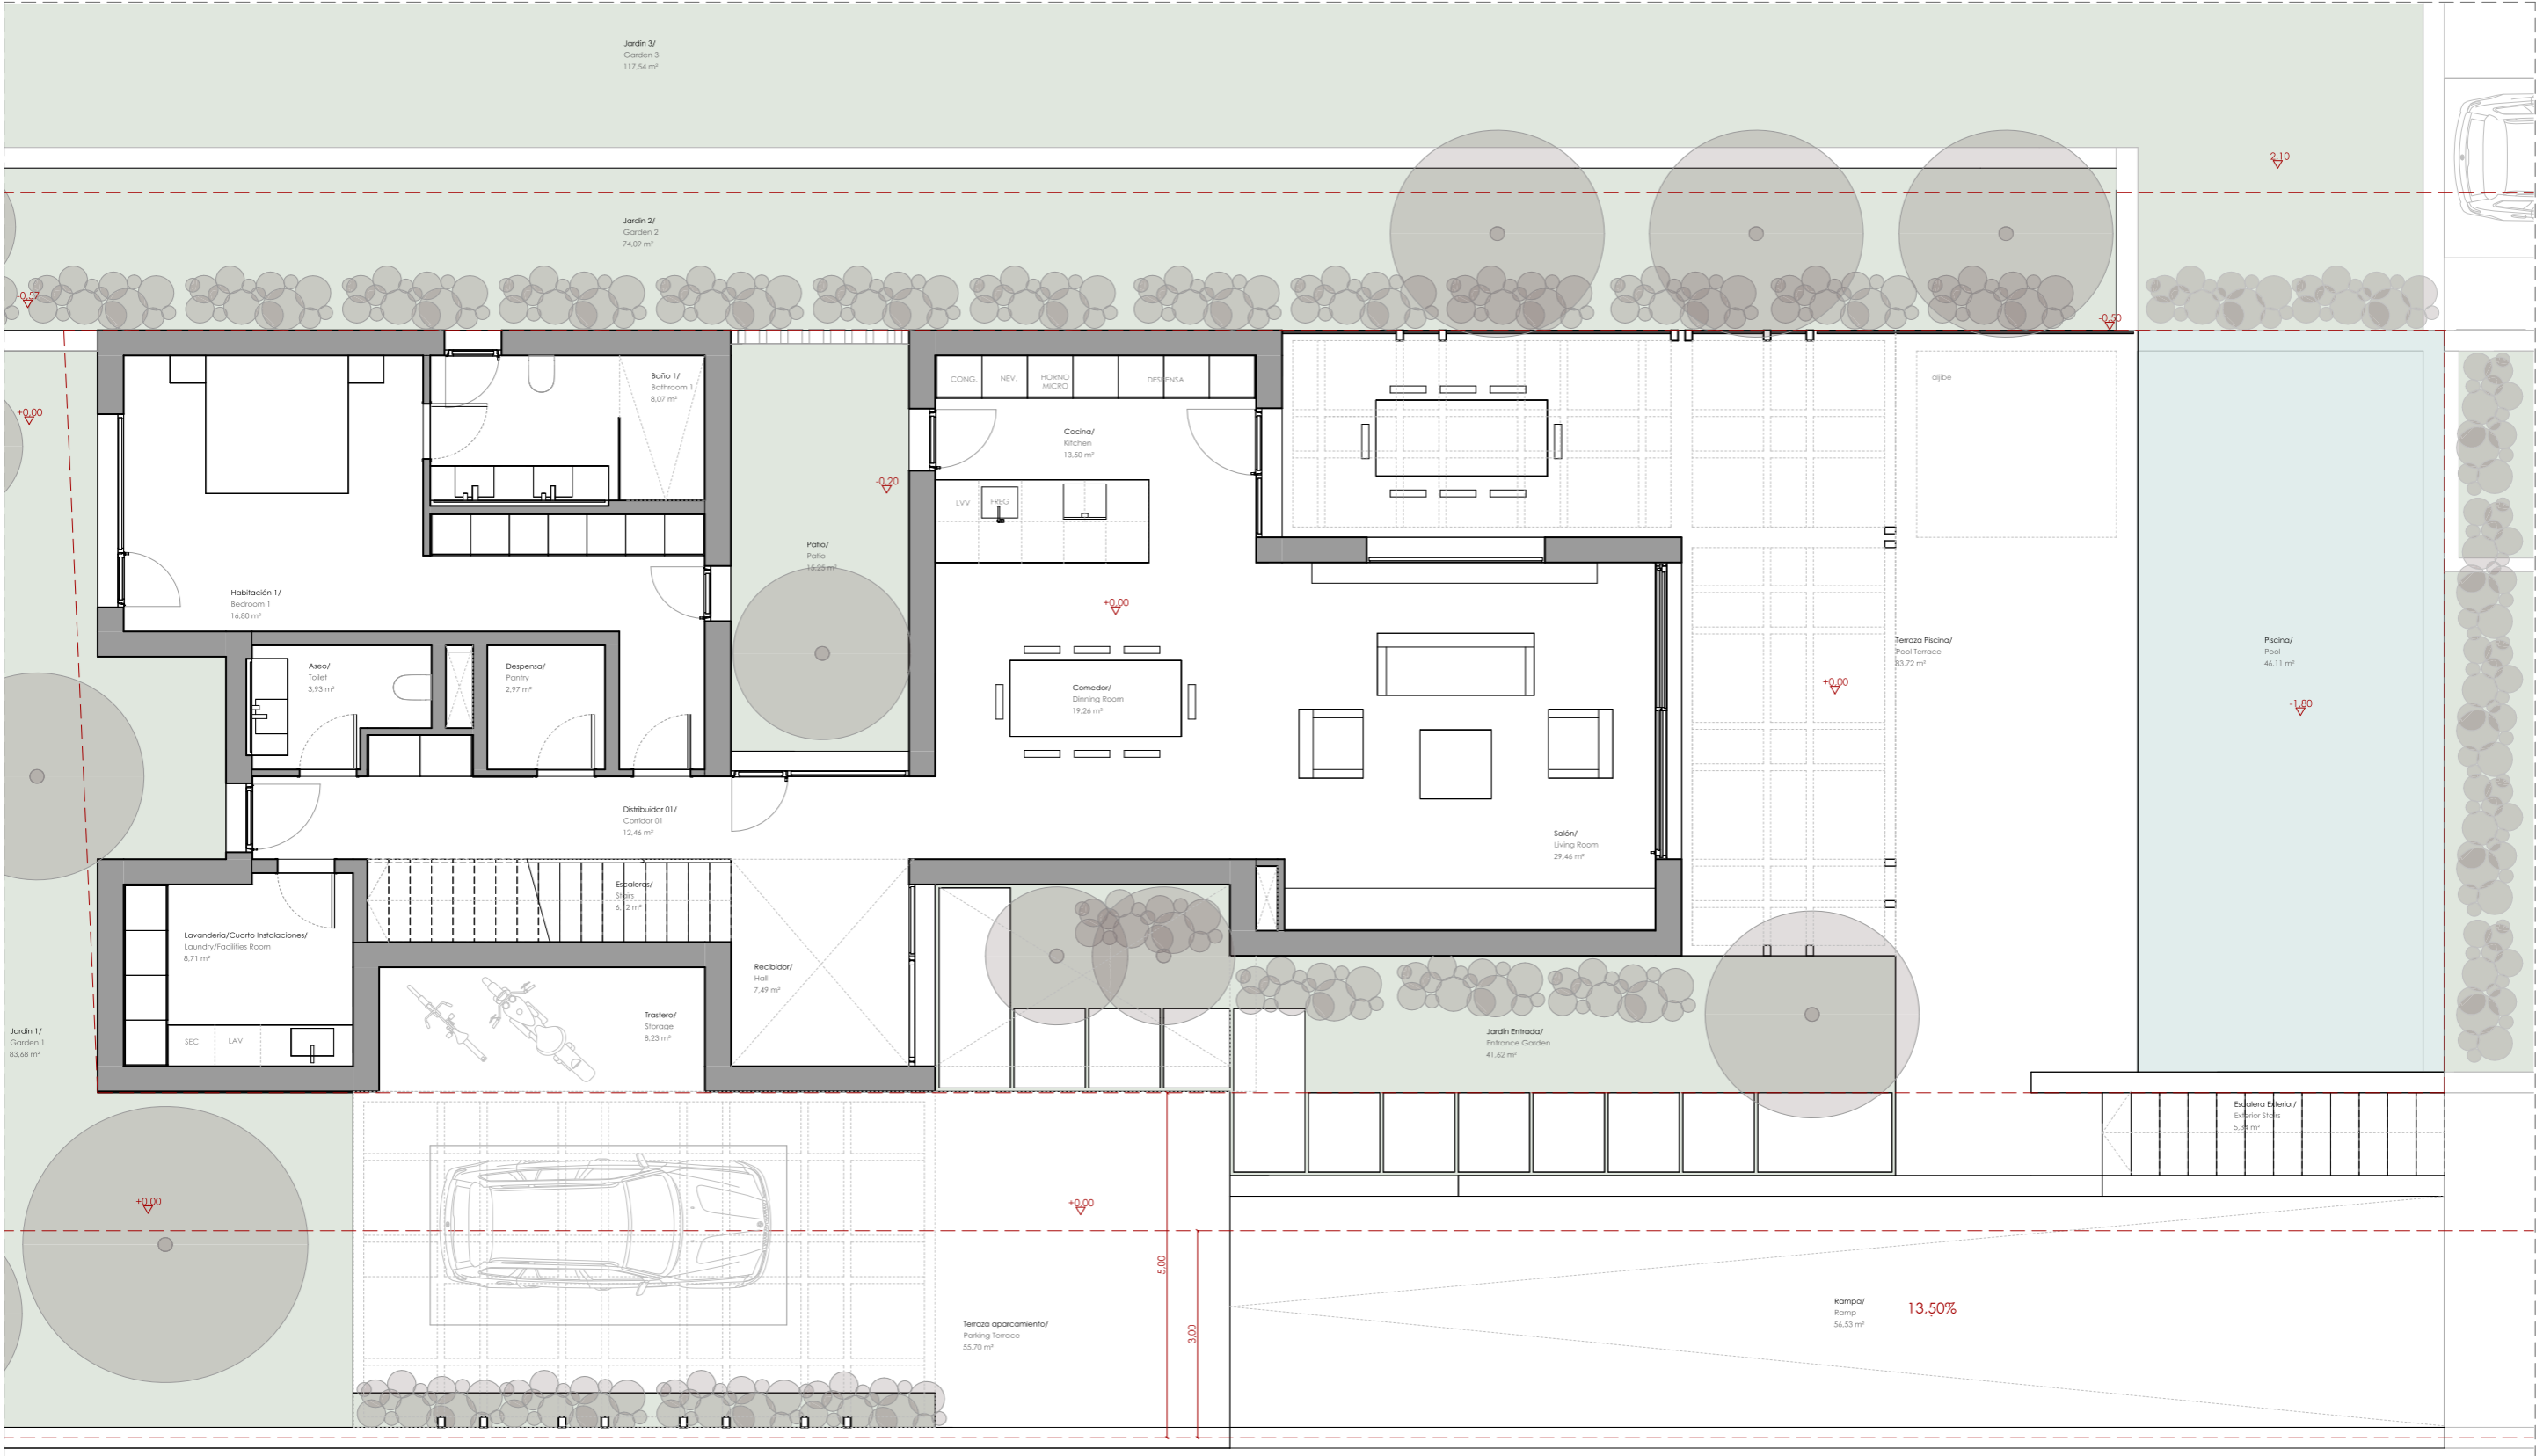 Jardín 3/
Garden 3
117,54 m²
-2,10
Jardín 2/
Garden 2
74,09 m²
-0,57
-0,50
Baño 1/
Bathroom 1
8,07 m²
CONG.
NEV.
HORNO
MICRO
DESPENSA
aljibe
+0,00
Cocina/
Kitchen
13,50 m²
-0,20
LVV
FREG
Patio/
Patio
15,25 m²
Habitación 1/
Bedroom 1
16,80 m²
+0,00
Terraza Piscina/
Pool Terrace
83,72 m²
Piscina/
Pool
46,11 m²
Aseo/
Toilet
3,93 m²
Despensa/
Pantry
2,97 m²
Comedor/
Dinning Room
19,26 m²
+0,00
-1,80
Distribuidor 01/
Corridor 01
12,46 m²
Salón/
Living Room
29,46 m²
Escaleras/
Stairs
Lavandería/Cuarto Instalaciones/
Laundry/Facilities Room
8,71 m²
Recibidor/
Hall
7,49 m²
Trastero/
Storage
8,23 m²
SEC
LAV
Jardín 1/
Garden 1
83,68 m²
Jardín Entrada/
Entrance Garden
41,62 m²
Escalera Exterior/
Exterior Stairs
+0,00
+0,00
5.00
3.00
Rampa/
Ramp
56,53 m²
13,50%
Terraza aparcamiento/
Parking Terrace
55,70 m²